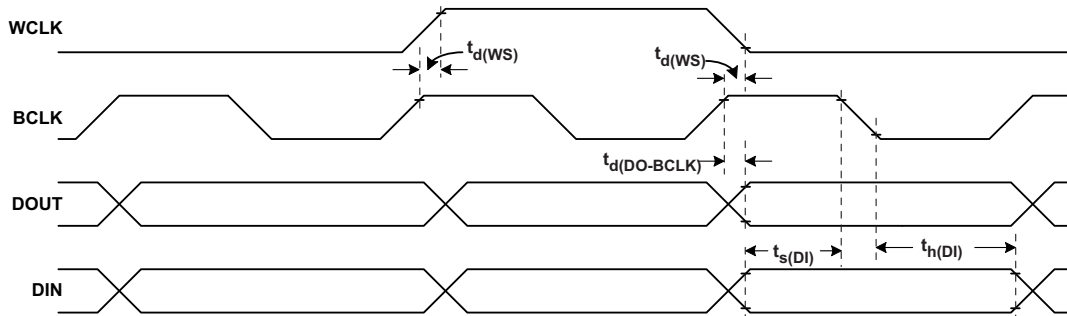 WCLK
t_d(WS)
t_d(WS)
BCLK
t_d(DO-BCLK)
DOUT
t_s(DI)
t_h(DI)
DIN